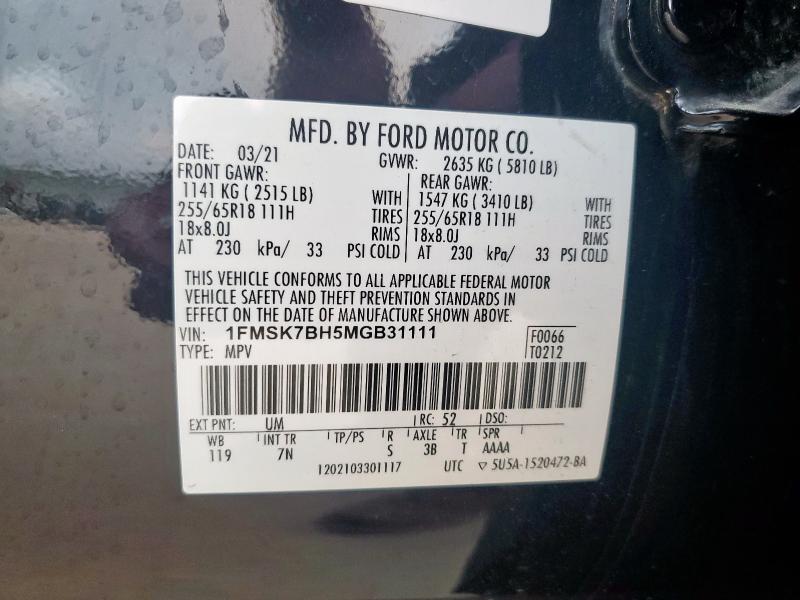 MFD. BY FORD MOTOR CO.
DATE: 03/21 GVWR: 2635 KG ( 5810 LB)
FRONT GAWR: REAR GAWR:
1141 KG ( 2515 LB) WITH 1547 KG ( 3410 LB) WITH
255/65R18 111H TIRES 255/65R18 111H TIRES
18x8.0J RIMS 18x8.0J RIMS
AT 230 kPa/ 33 PSI COLD AT 230 kPa/ 33 PSI COLD
THIS VEHICLE CONFORMS TO ALL APPLICABLE FEDERAL MOTOR
VEHICLE SAFETY AND THEFT PREVENTION STANDARDS IN
EFFECT ON THE DATE OF MANUFACTURE SHOWN ABOVE.
VIN: 1FMSK7BH5MGB31111 F0066
TYPE: MPV T0212
EXT PNT: UM RC: 52 DSO:
WB INT TR TP/PS R AXLE TR SPR
119 7N S 3B T AAAA
1202103301117 UTC ▽ 5U5A-1520472-BA